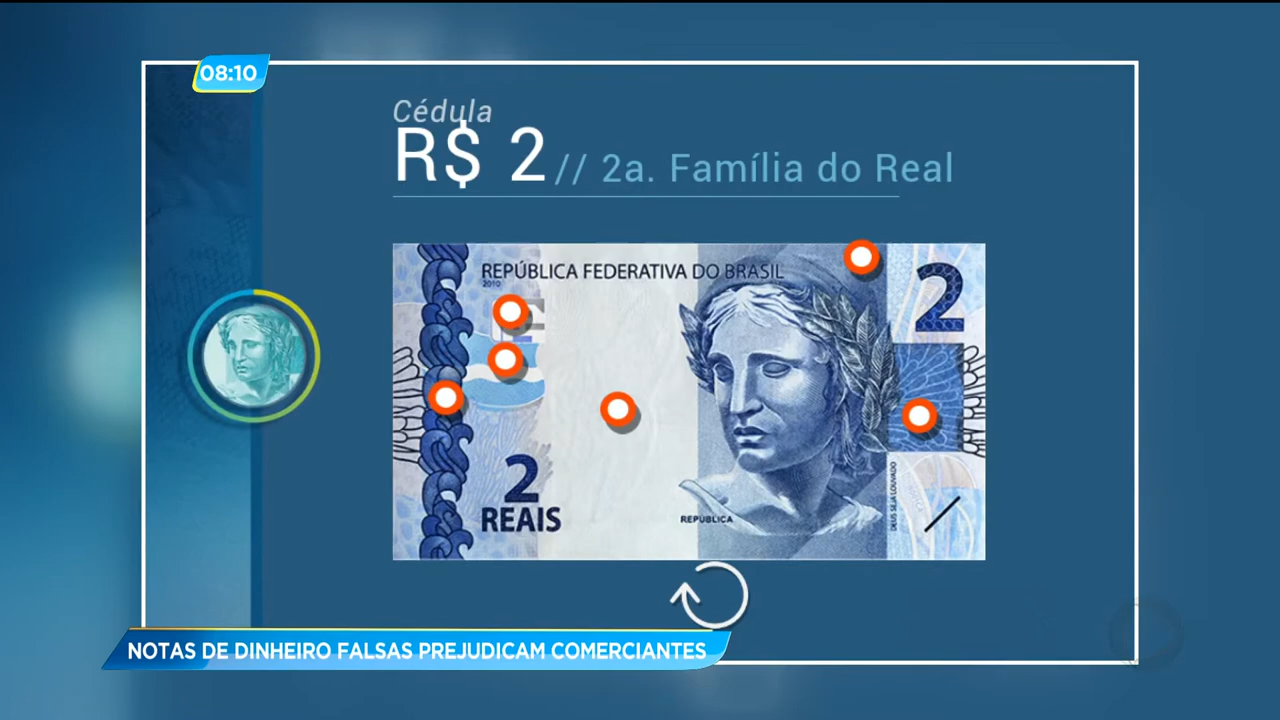 08:10
Cédula
R$ 2 // 2a. Família do Real
REPÚBLICA FEDERATIVA DO BRASIL
2010
2
2
REAIS
REPÚBLICA
DEUS SEJA LOUVADO
NOTAS DE DINHEIRO FALSAS PREJUDICAM COMERCIANTES